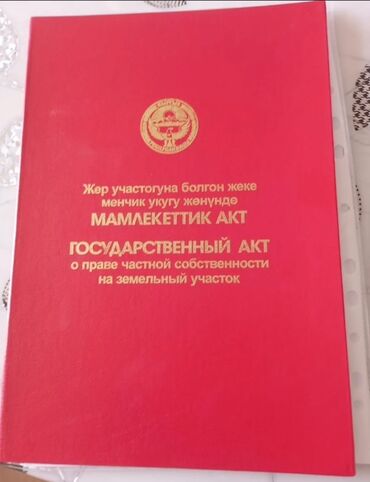 Жер участогуна болгон жеке
менчик укугу жөнүндө
МАМЛЕКЕТТИК АКТ
ГОСУДАРСТВЕННЫЙ АКТ
о праве частной собственности
на земельный участок